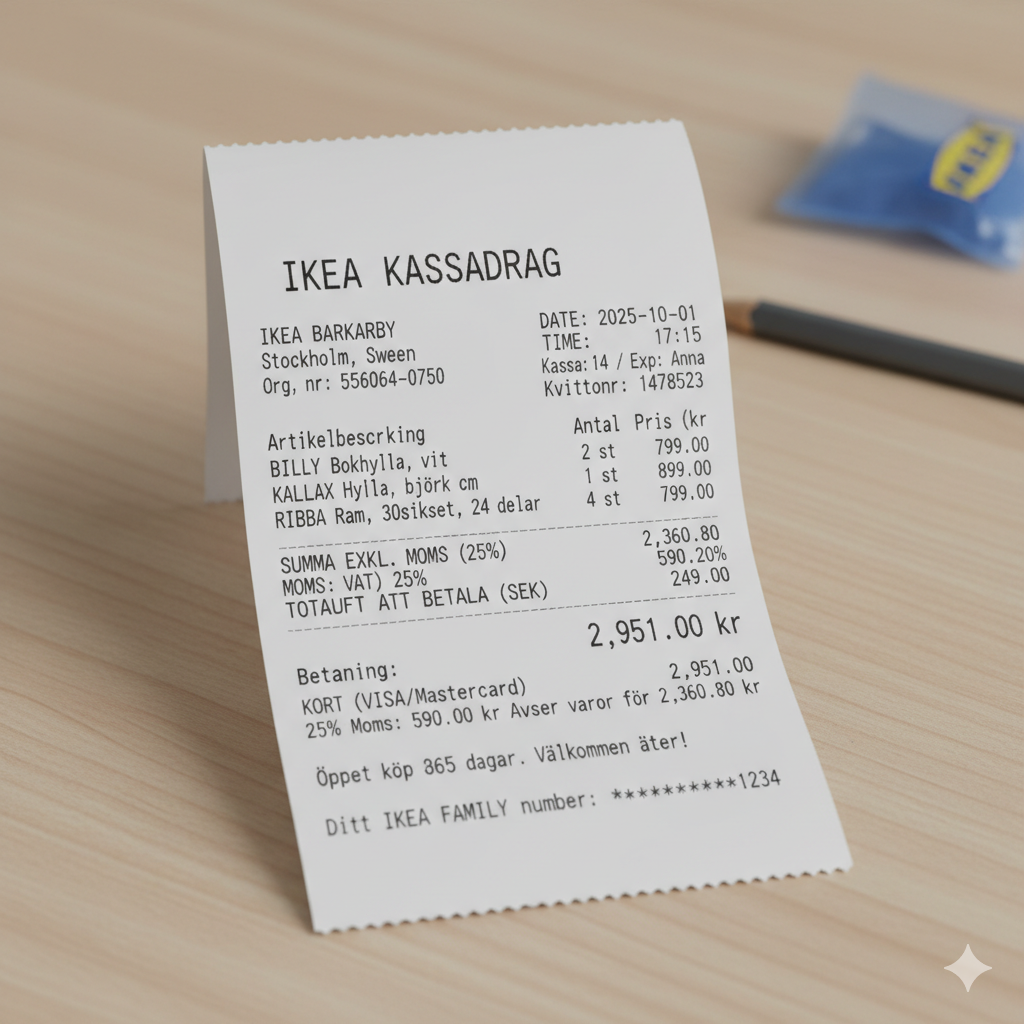 IKEA
IKEA KASSADRAG
IKEA BARKARBY
Stockholm, Sween
Org, nr: 556064-0750
DATE: 2025-10-01
TIME: 17:15
Kassa: 14 / Exp: Anna
Kvittonr: 1478523
Artikelbescrking Antal Pris (kr
BILLY Bokhylla, vit 2 st 799.00
KALLAX Hylla, björk cm 1 st 899.00
RIBBA Ram, 30sikset, 24 delar 4 st 799.00
SUMMA EXKL. MOMS (25%) 2,360.80
MOMS: VAT) 25% 590.20%
TOTAUFT ATT BETALA (SEK) 249.00
2,951.00 kr
Betaning:
KORT (VISA/Mastercard) 2,951.00
25% Moms: 590.00 kr Avser varor för 2,360.80 kr
Öppet köp 365 dagar. Välkommen äter!
Ditt IKEA FAMILY number: **********1234